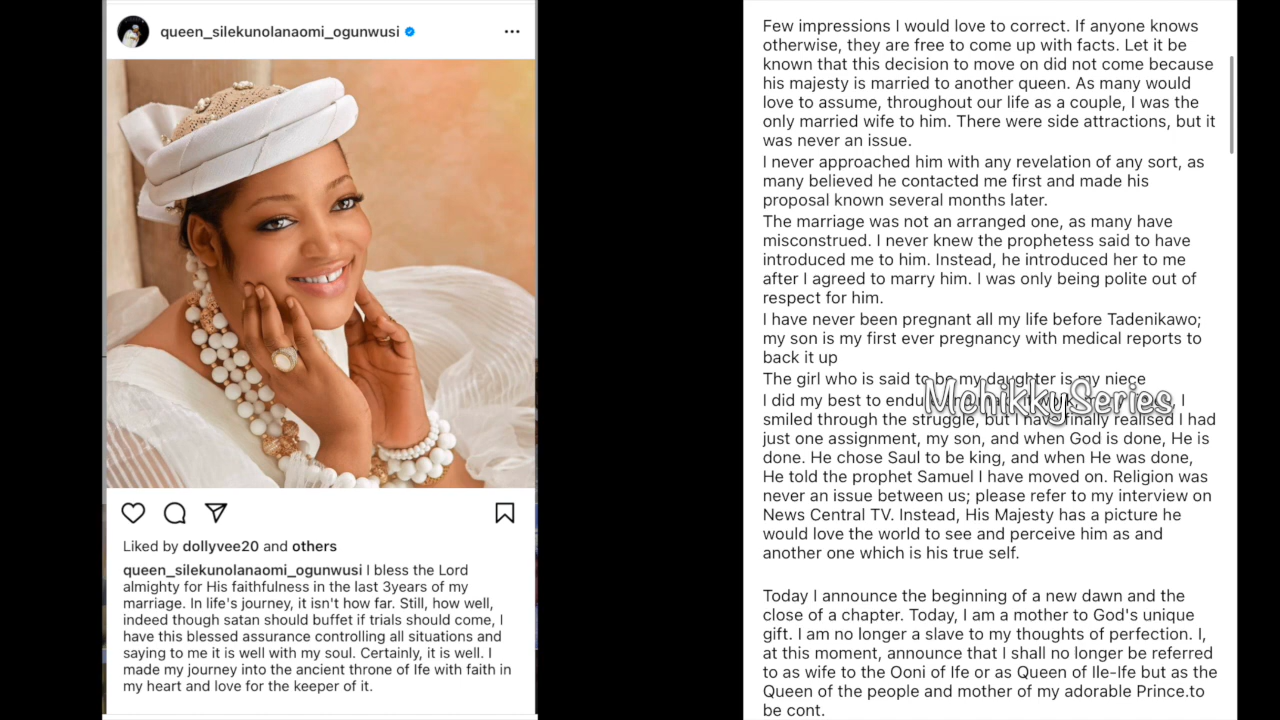 queen_silekunolanaomi_ogunwusi
Liked by dollyvee20 and others
queen_silekunolanaomi_ogunwusi I bless the Lord
almighty for His faithfulness in the last 3years of my
marriage. In life's journey, it isn't how far. Still, how well,
indeed though satan should buffet if trials should come, I
have this blessed assurance controlling all situations and
saying to me it is well with my soul. Certainly, it is well. I
made my journey into the ancient throne of Ife with faith in
my heart and love for the keeper of it.
Few impressions I would love to correct. If anyone knows
otherwise, they are free to come up with facts. Let it be
known that this decision to move on did not come because
his majesty is married to another queen. As many would
love to assume, throughout our life as a couple, I was the
only married wife to him. There were side attractions, but it
was never an issue.
I never approached him with any revelation of any sort, as
many believed he contacted me first and made his
proposal known several months later.
The marriage was not an arranged one, as many have
misconstrued. I never knew the prophetess said to have
introduced me to him. Instead, he introduced her to me
after I agreed to marry him. I was only being polite out of
respect for him.
I have never been pregnant all my life before Tadenikawo;
my son is my first ever pregnancy with medical reports to
back it up
The girl who is said to be my daughter is my niece
I did my best to I
MehikkySeries
smiled through the struggle, but I have finally realised I had
just one assignment, my son, and when God is done, He is
done. He chose Saul to be king, and when He was done,
He told the prophet Samuel I have moved on. Religion was
never an issue between us; please refer to my interview on
News Central TV. Instead, His Majesty has a picture he
would love the world to see and perceive him as and
another one which is his true self.
Today I announce the beginning of a new dawn and the
close of a chapter. Today, I am a mother to God's unique
gift. I am no longer a slave to my thoughts of perfection. I,
at this moment, announce that I shall no longer be referred
to as wife to the Ooni of Ife or as Queen of Ile-Ife but as the
Queen of the people and mother of my adorable Prince.to
be cont.